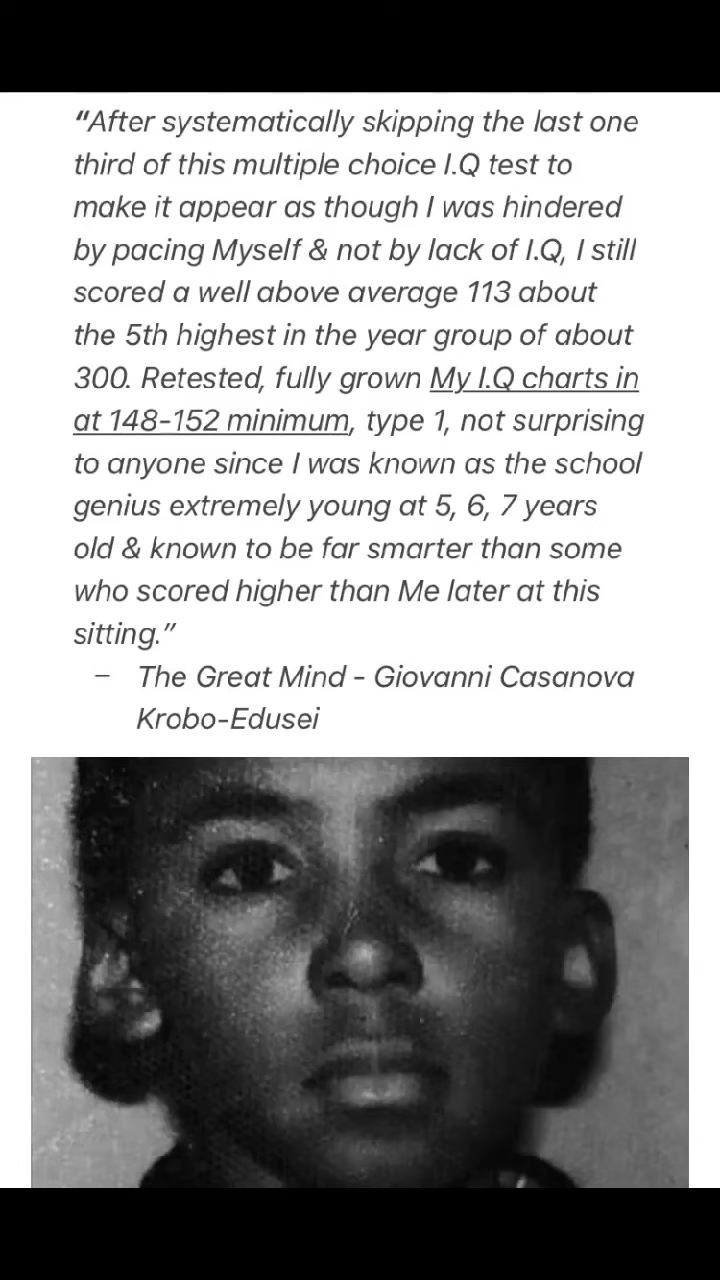 “After systematically skipping the last one
third of this multiple choice I.Q test to
make it appear as though I was hindered
by pacing Myself & not by lack of I.Q, I still
scored a well above average 113 about
the 5th highest in the year group of about
300. Retested, fully grown My I.Q charts in
at 148-152 minimum, type 1, not surprising
to anyone since I was known as the school
genius extremely young at 5, 6, 7 years
old & known to be far smarter than some
who scored higher than Me later at this
sitting.”
– The Great Mind - Giovanni Casanova
Krobo-Edusei